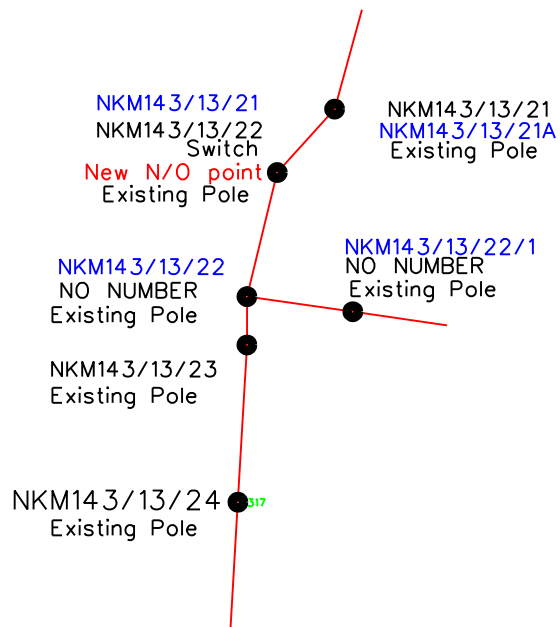 NKM143/13/21
NKM143/13/22
Switch
New N/O point
Existing Pole
NKM143/13/21
NKM143/13/21A
Existing Pole
NKM143/13/22
NO NUMBER
Existing Pole
NKM143/13/22/1
NO NUMBER
Existing Pole
NKM143/13/23
Existing Pole
NKM143/13/24
317
Existing Pole